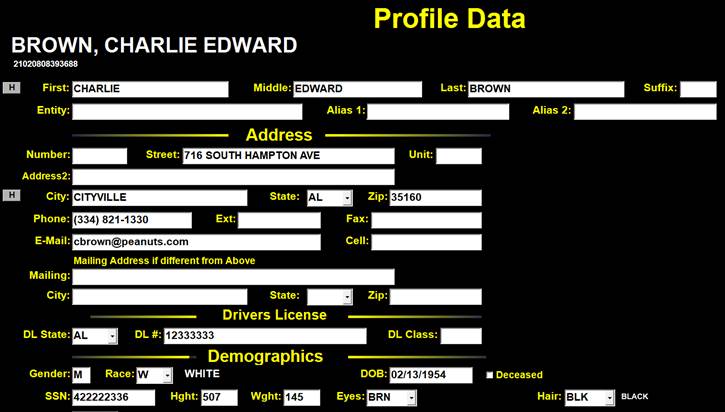 Profile Data
BROWN, CHARLIE EDWARD
21020808393688
H First: CHARLIE Middle: EDWARD Last: BROWN Suffix:
Entity: Alias 1: Alias 2:
Address
Number: Street: 716 SOUTH HAMPTON AVE Unit:
Address2:
H City: CITYVILLE State: AL Zip: 35160
Phone: (334) 821-1330 Ext: Fax:
E-Mail: cbrown@peanuts.com Cell:
Mailing Address if different from Above
Mailing:
City: State: Zip:
Drivers License
DL State: AL DL #: 12333333 DL Class:
Demographics
Gender: M Race: W WHITE DOB: 02/13/1954 Deceased
SSN: 422222336 Hght: 507 Wght: 145 Eyes: BRN Hair: BLK BLACK